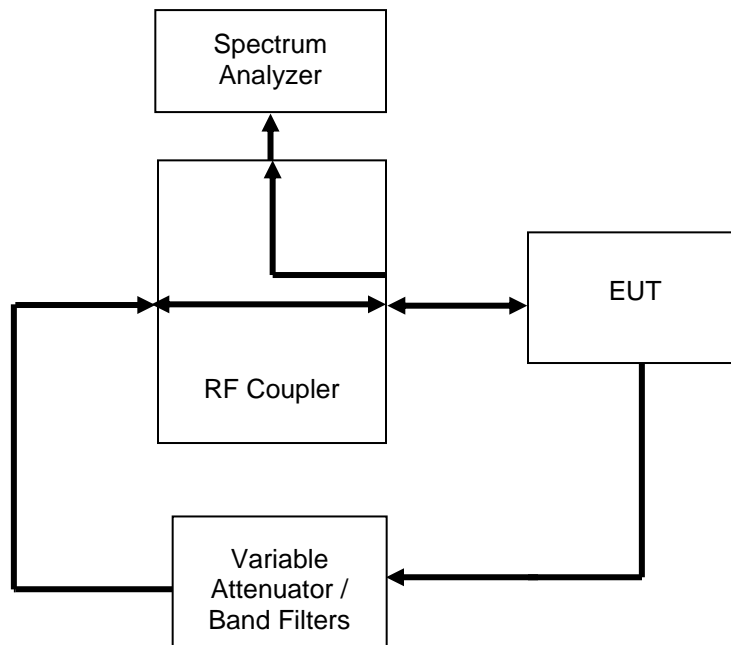 Spectrum
Analyzer
EUT
RF Coupler
Variable
Attenuator /
Band Filters